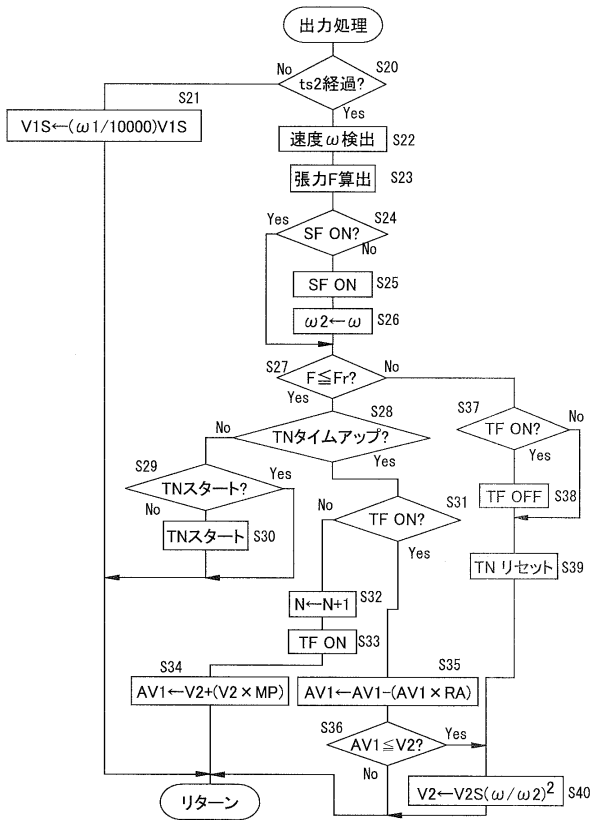 出力処理
No
S20
ts2経過?
S21
Yes
V1S←(ω1/10000)V1S
速度ω検出
S22
張力F算出
S23
Yes
S24
SF ON?
No
SF ON
S25
ω2←ω
S26
S27
F≦Fr?
No
Yes
S28
S37
No
TNタイムアップ?
TF ON?
No
Yes
Yes
S29
Yes
TNスタート?
No
TNスタート
S30
S31
No
TF ON?
Yes
TF OFF
S38
TN リセット
S39
N←N+1
S32
TF ON
S33
S34
S35
AV1←V2+(V2×MP)
AV1←AV1-(AV1×RA)
S36
AV1≦V2?
Yes
No
V2←V2S(ω/ω2)²
S40
リターン